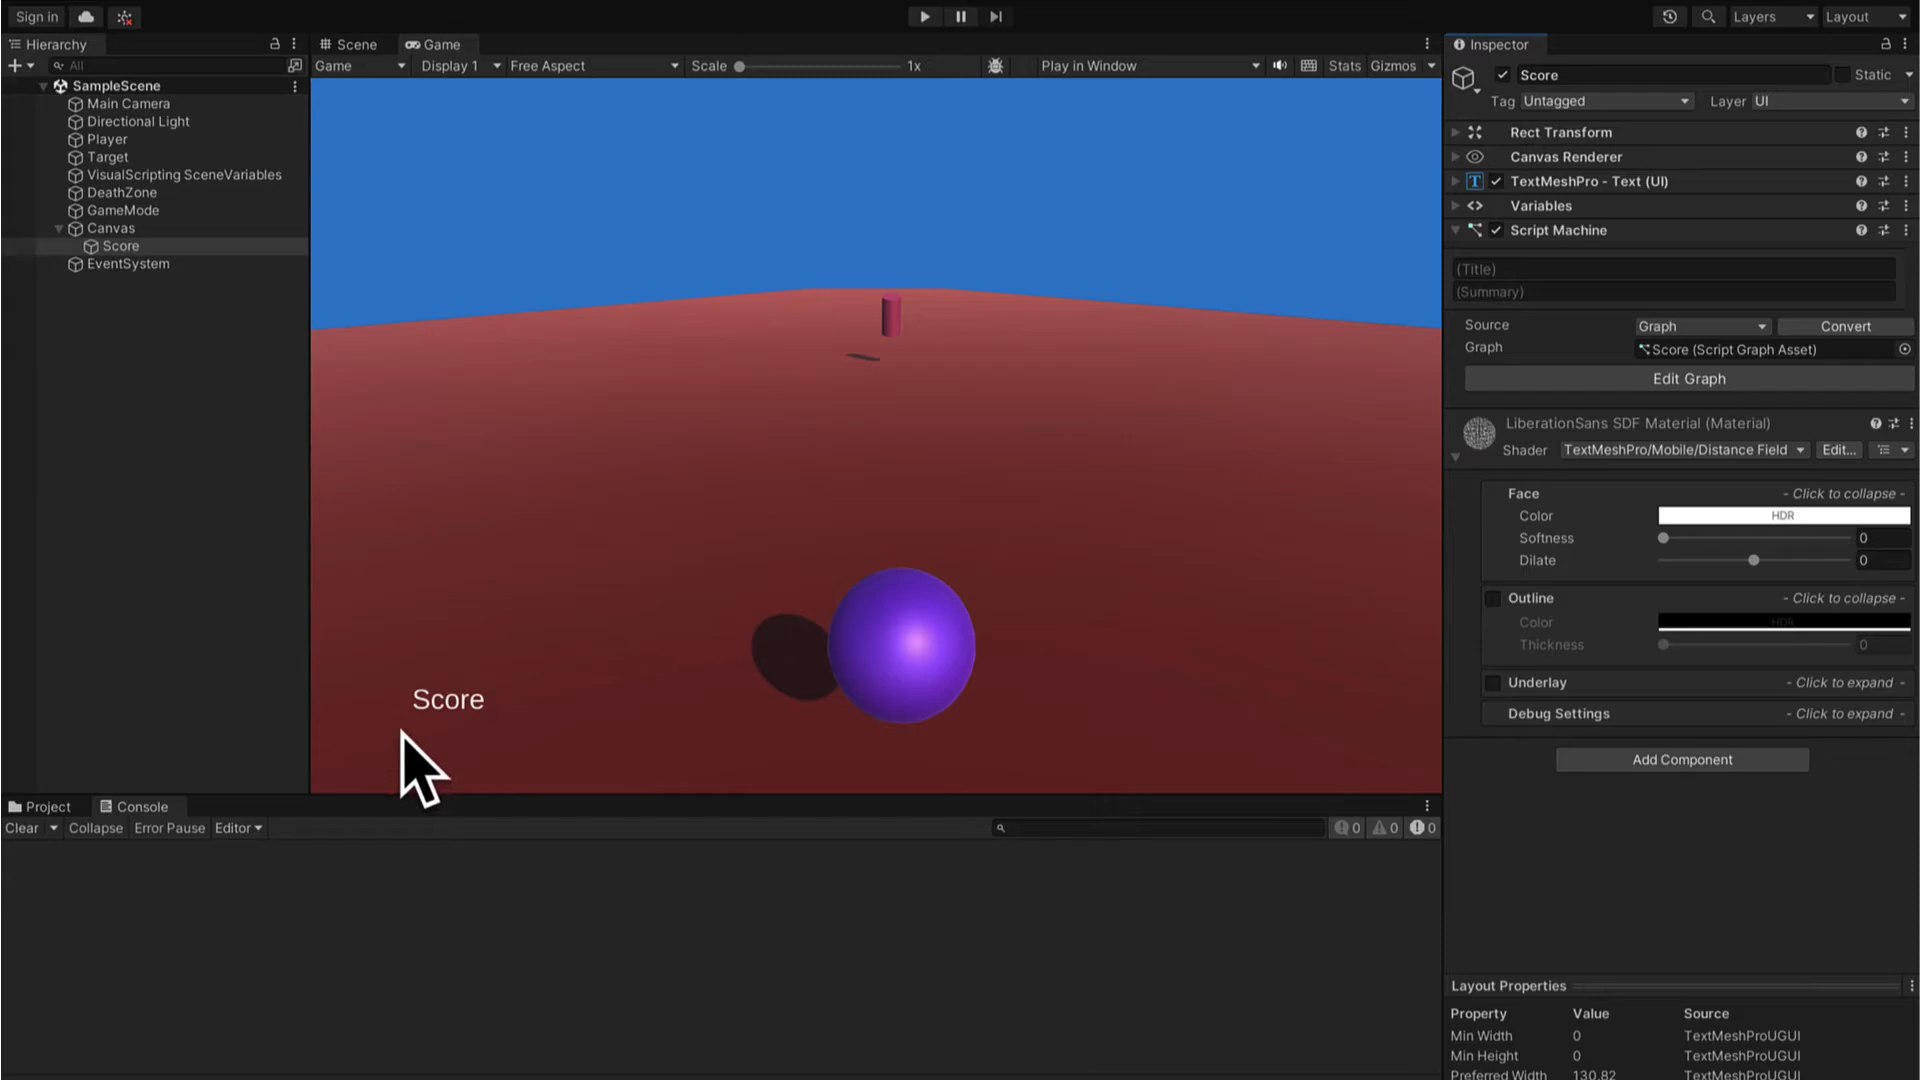 Sign in
Layers
Layout
Hierarchy
All
SampleScene
Main Camera
Directional Light
Player
Target
VisualScripting SceneVariables
DeathZone
GameMode
Canvas
Score
EventSystem
Scene
Game
Game
Display 1
Free Aspect
Scale
1x
Play in Window
Stats
Gizmos
Score
Inspector
Score
Static
Tag Untagged
Layer UI
Rect Transform
Canvas Renderer
TextMeshPro - Text (UI)
Variables
Script Machine
(Title)
(Summary)
Source Graph Convert
Graph Score (Script Graph Asset)
Edit Graph
LiberationSans SDF Material (Material)
Shader TextMeshPro/Mobile/Distance Field Edit...
Face - Click to collapse -
Color HDR
Softness 0
Dilate 0
Outline - Click to collapse -
Color HDR
Thickness 0
Underlay - Click to expand -
Debug Settings - Click to expand -
Add Component
Project
Console
Clear
Collapse
Error Pause
Editor
0
0
0
Layout Properties
Property Value Source
Min Width 0 TextMeshProUGUI
Min Height 0 TextMeshProUGUI
Preferred Width 130.82 TextMeshProUGUI